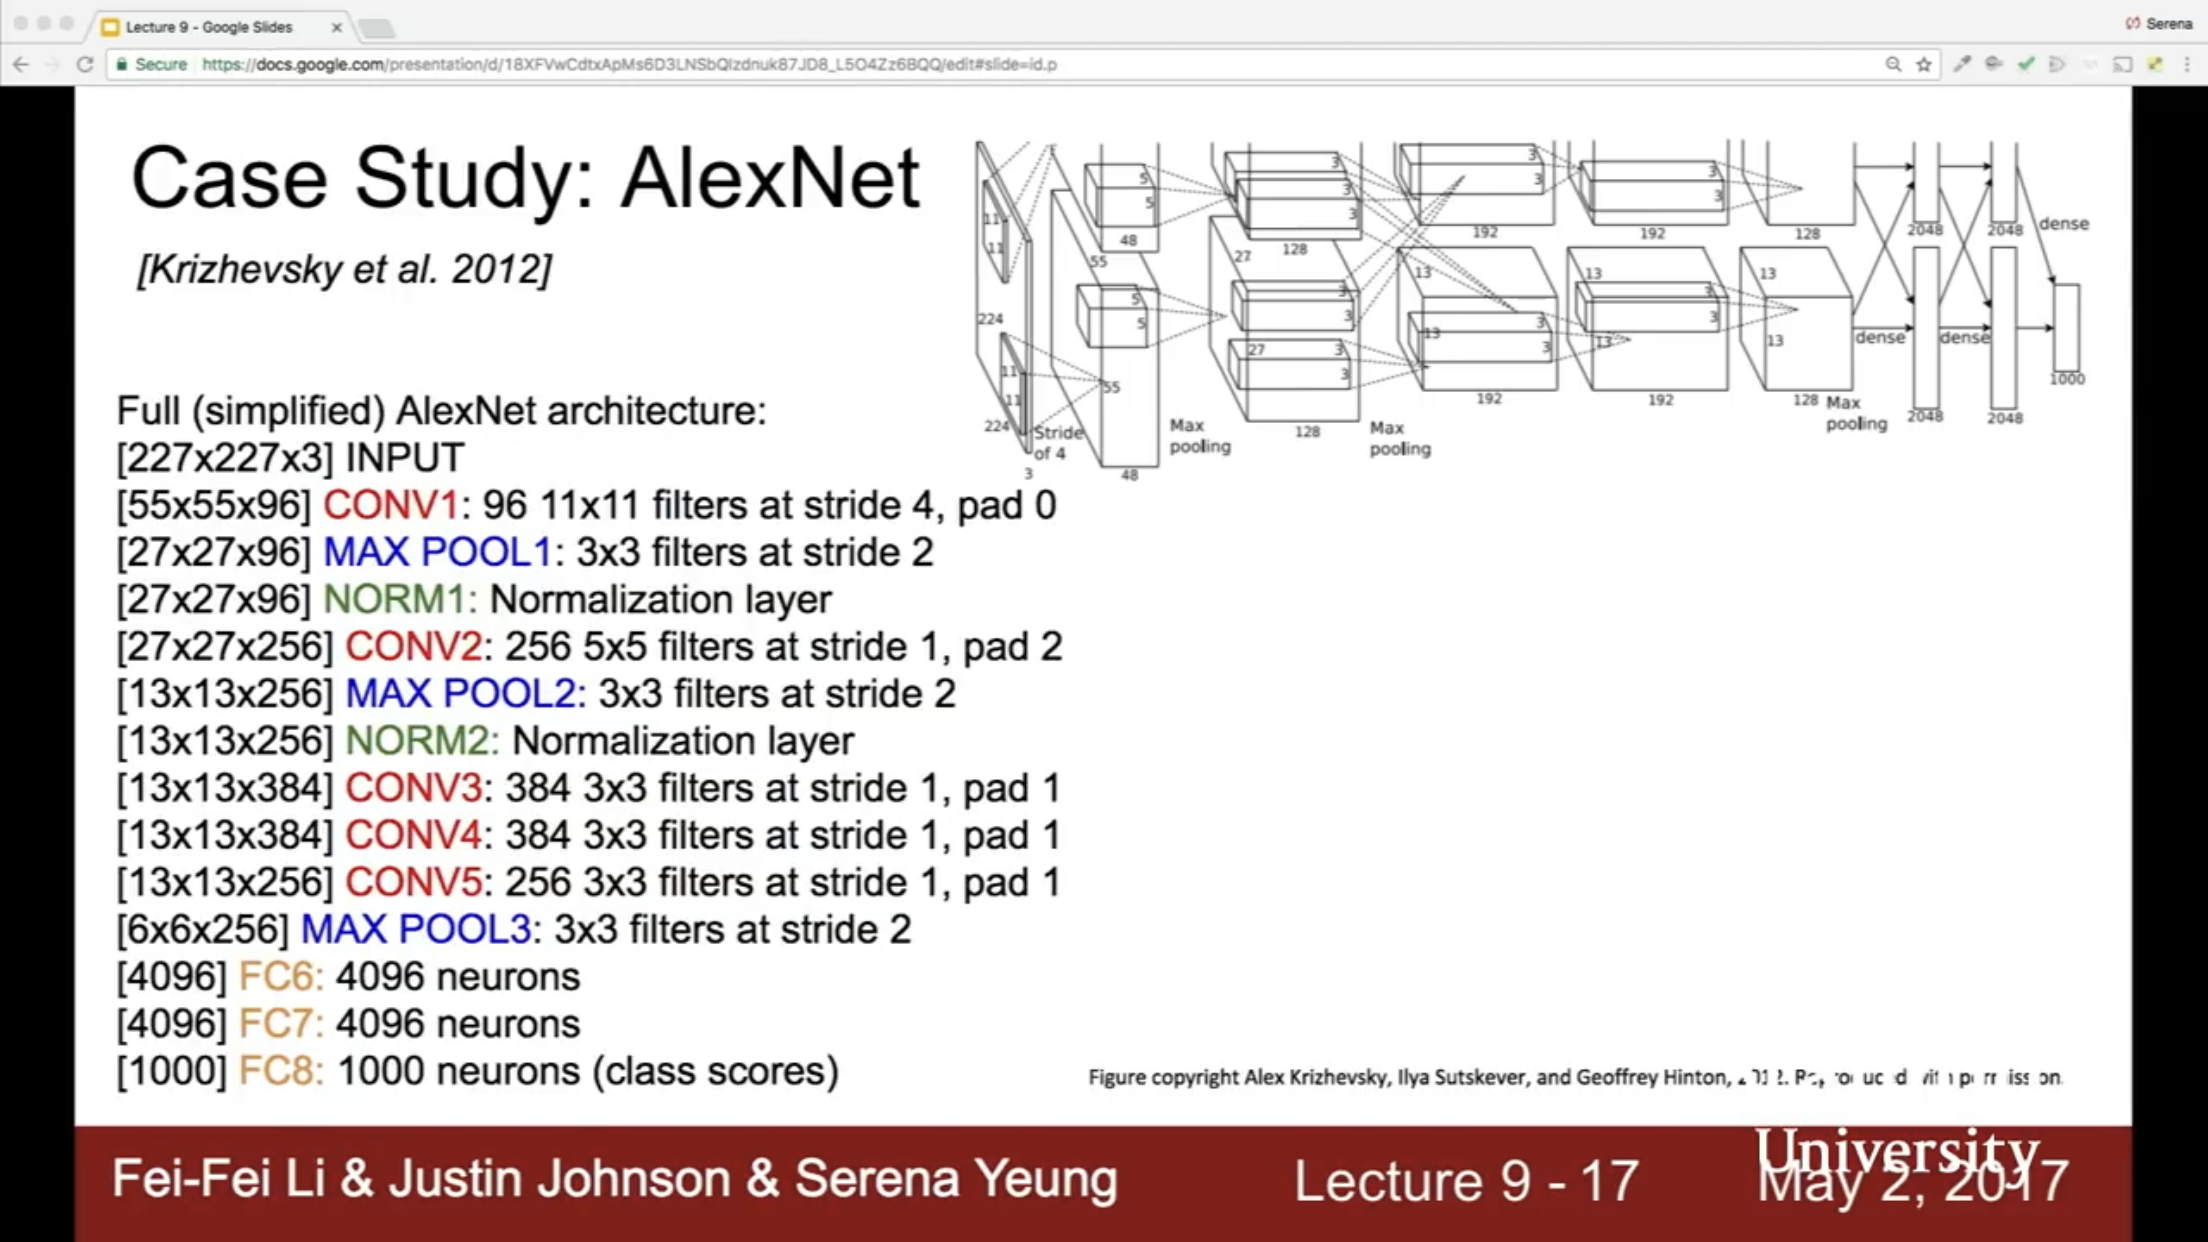 Lecture 9 - Google Slides
Serena
Secure
https://docs.google.com/presentation/d/18XFVwCdtxApMs6D3LNSbQIzdnuk87JD8_L5O4Zz6BQQ/edit#slide=id.p
Case Study: AlexNet
[Krizhevsky et al. 2012]
Full (simplified) AlexNet architecture:
[227x227x3] INPUT
[55x55x96] CONV1: 96 11x11 filters at stride 4, pad 0
[27x27x96] MAX POOL1: 3x3 filters at stride 2
[27x27x96] NORM1: Normalization layer
[27x27x256] CONV2: 256 5x5 filters at stride 1, pad 2
[13x13x256] MAX POOL2: 3x3 filters at stride 2
[13x13x256] NORM2: Normalization layer
[13x13x384] CONV3: 384 3x3 filters at stride 1, pad 1
[13x13x384] CONV4: 384 3x3 filters at stride 1, pad 1
[13x13x256] CONV5: 256 3x3 filters at stride 1, pad 1
[6x6x256] MAX POOL3: 3x3 filters at stride 2
[4096] FC6: 4096 neurons
[4096] FC7: 4096 neurons
[1000] FC8: 1000 neurons (class scores)
11
11
224
11
11
224
3
Stride
of 4
5
5
48
55
5
5
55
48
Max
pooling
3
3
3
128
27
3
3
27
3
3
128
Max
pooling
3
3
192
13
3
13
3
192
3
3
192
13
3
3
13
192
128
13
13
128
Max
pooling
2048
2048
dense
dense
dense
2048
2048
1000
Figure copyright Alex Krizhevsky, Ilya Sutskever, and Geoffrey Hinton,
Fei-Fei Li & Justin Johnson & Serena Yeung
Lecture 9 - 17
University
May 2, 2017